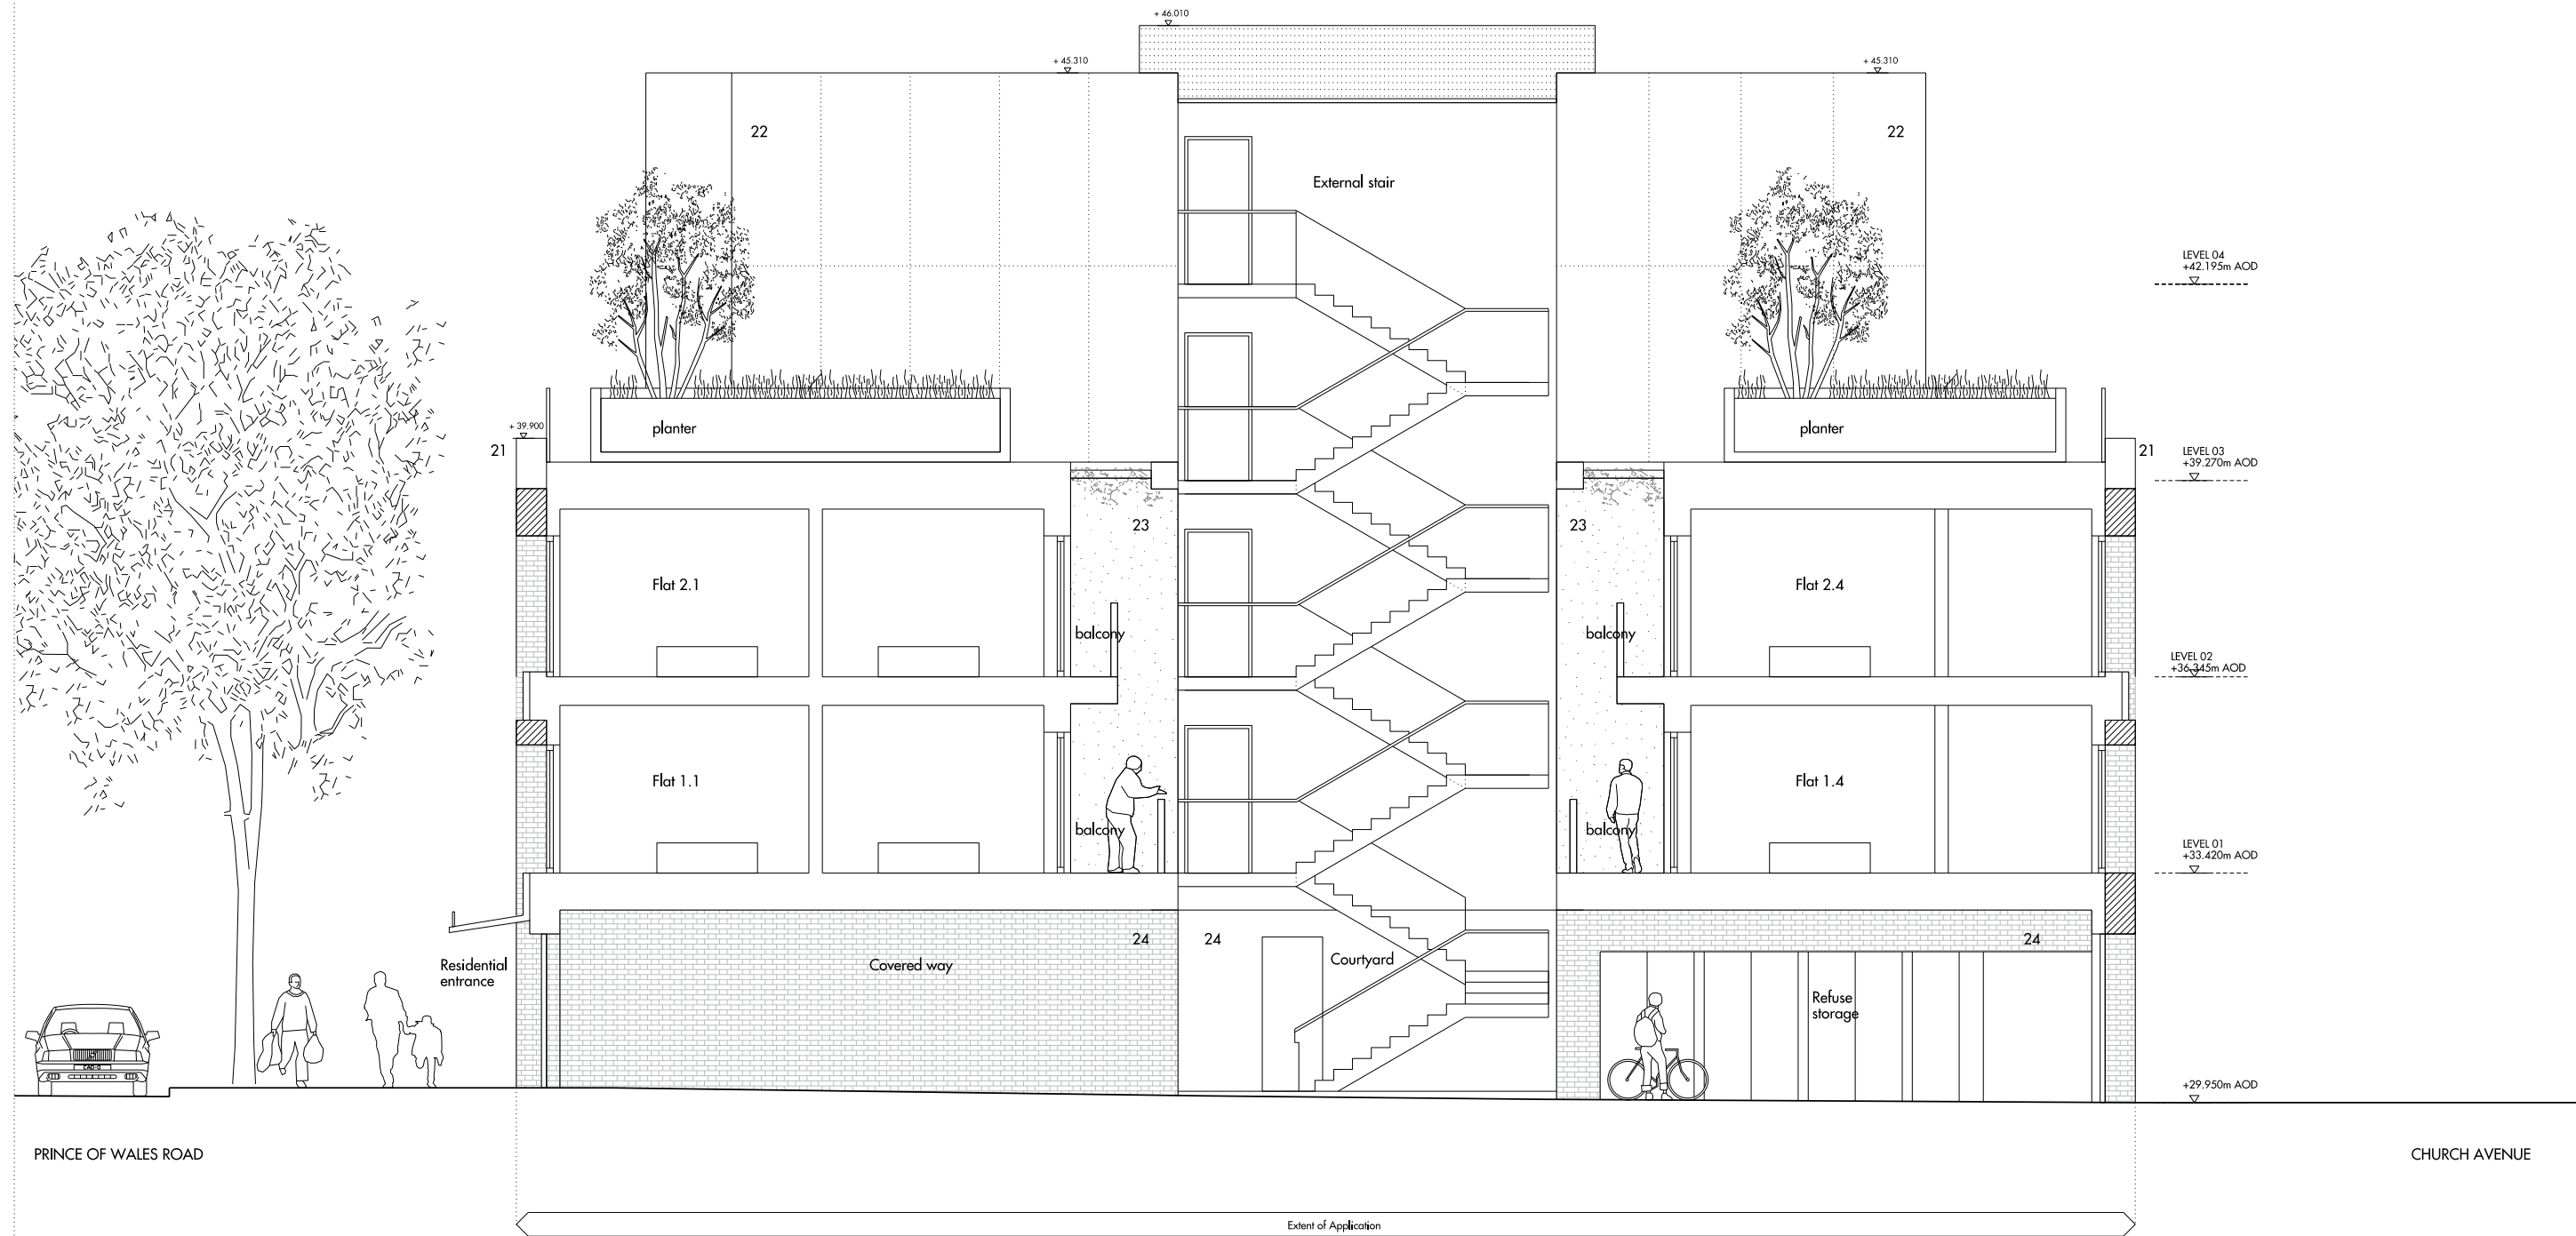 + 46.010
+ 45.310
+ 45.310
22
22
External stair
LEVEL 04
+42.195m AOD
planter
planter
+ 39.900
21
21
LEVEL 03
+39.270m AOD
23
23
Flat 2.1
Flat 2.4
balcony
balcony
LEVEL 02
+36.345m AOD
Flat 1.1
Flat 1.4
balcony
balcony
LEVEL 01
+33.420m AOD
24
24
24
Residential
entrance
Covered way
Courtyard
Refuse
storage
CAD-D
+29.950m AOD
PRINCE OF WALES ROAD
CHURCH AVENUE
Extent of Application